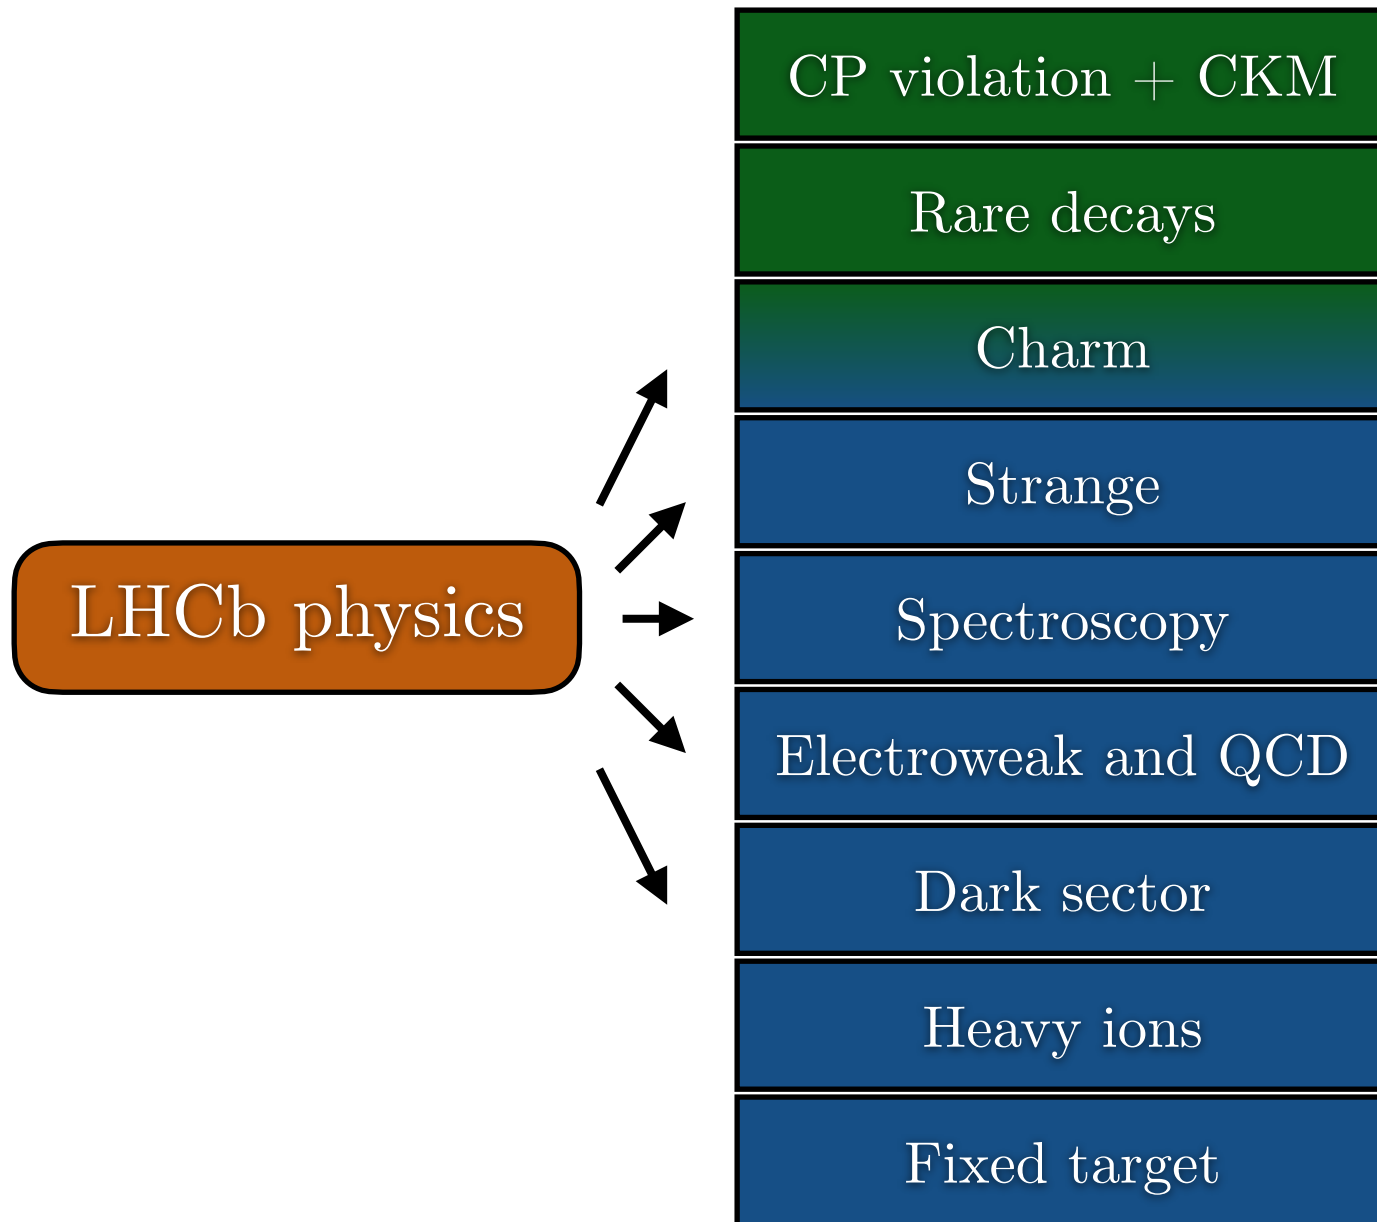 CP violation + CKM
Rare decays
Charm
Strange
LHCb physics
Spectroscopy
Electroweak and QCD
Dark sector
Heavy ions
Fixed target